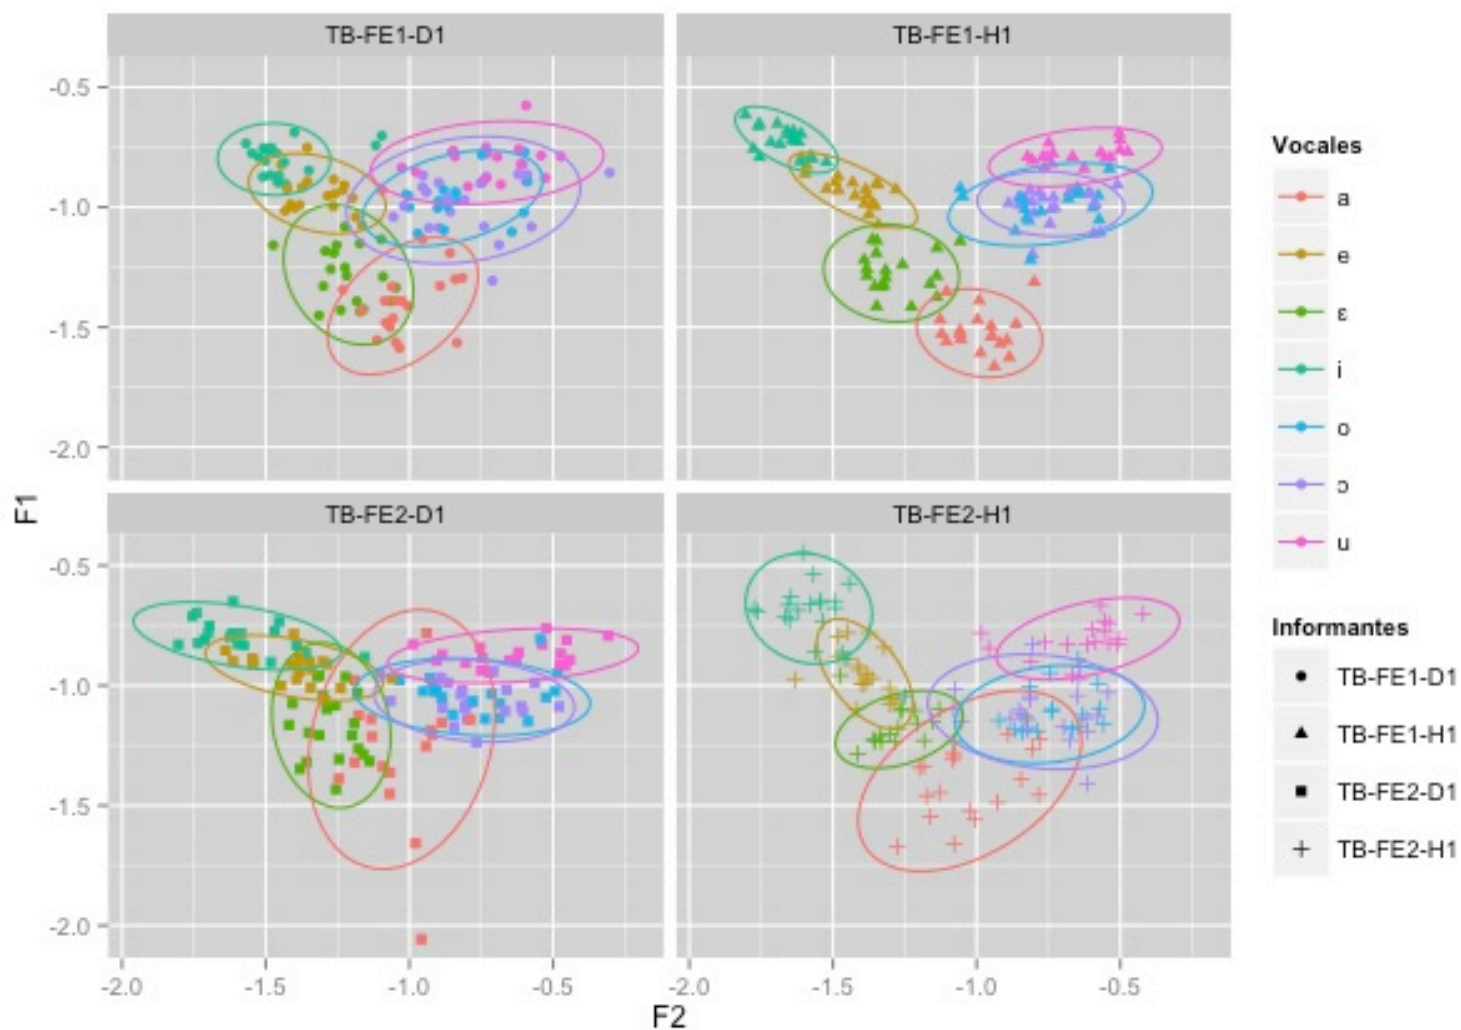 TB-FE1-D1
TB-FE1-H1
-0.5
-1.0
-1.5
-2.0
TB-FE2-D1
TB-FE2-H1
-0.5
-1.0
-1.5
-2.0
F1
-2.0 -1.5 -1.0 -0.5 -2.0 -1.5 -1.0 -0.5
F2
Vocales
a
e
ɛ
i
o
ɔ
u
Informantes
TB-FE1-D1
TB-FE1-H1
TB-FE2-D1
TB-FE2-H1